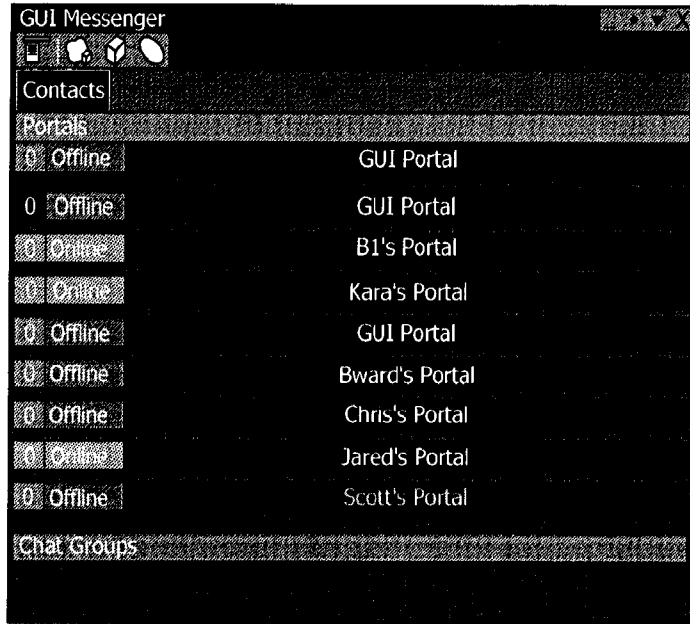 GUI Messenger
Contacts
Portals
0 Offline GUI Portal
0 Offline GUI Portal
0 Online B1's Portal
0 Online Kara's Portal
0 Offline GUI Portal
0 Offline Bward's Portal
0 Offline Chris's Portal
0 Online Jared's Portal
0 Offline Scott's Portal
Chat Groups